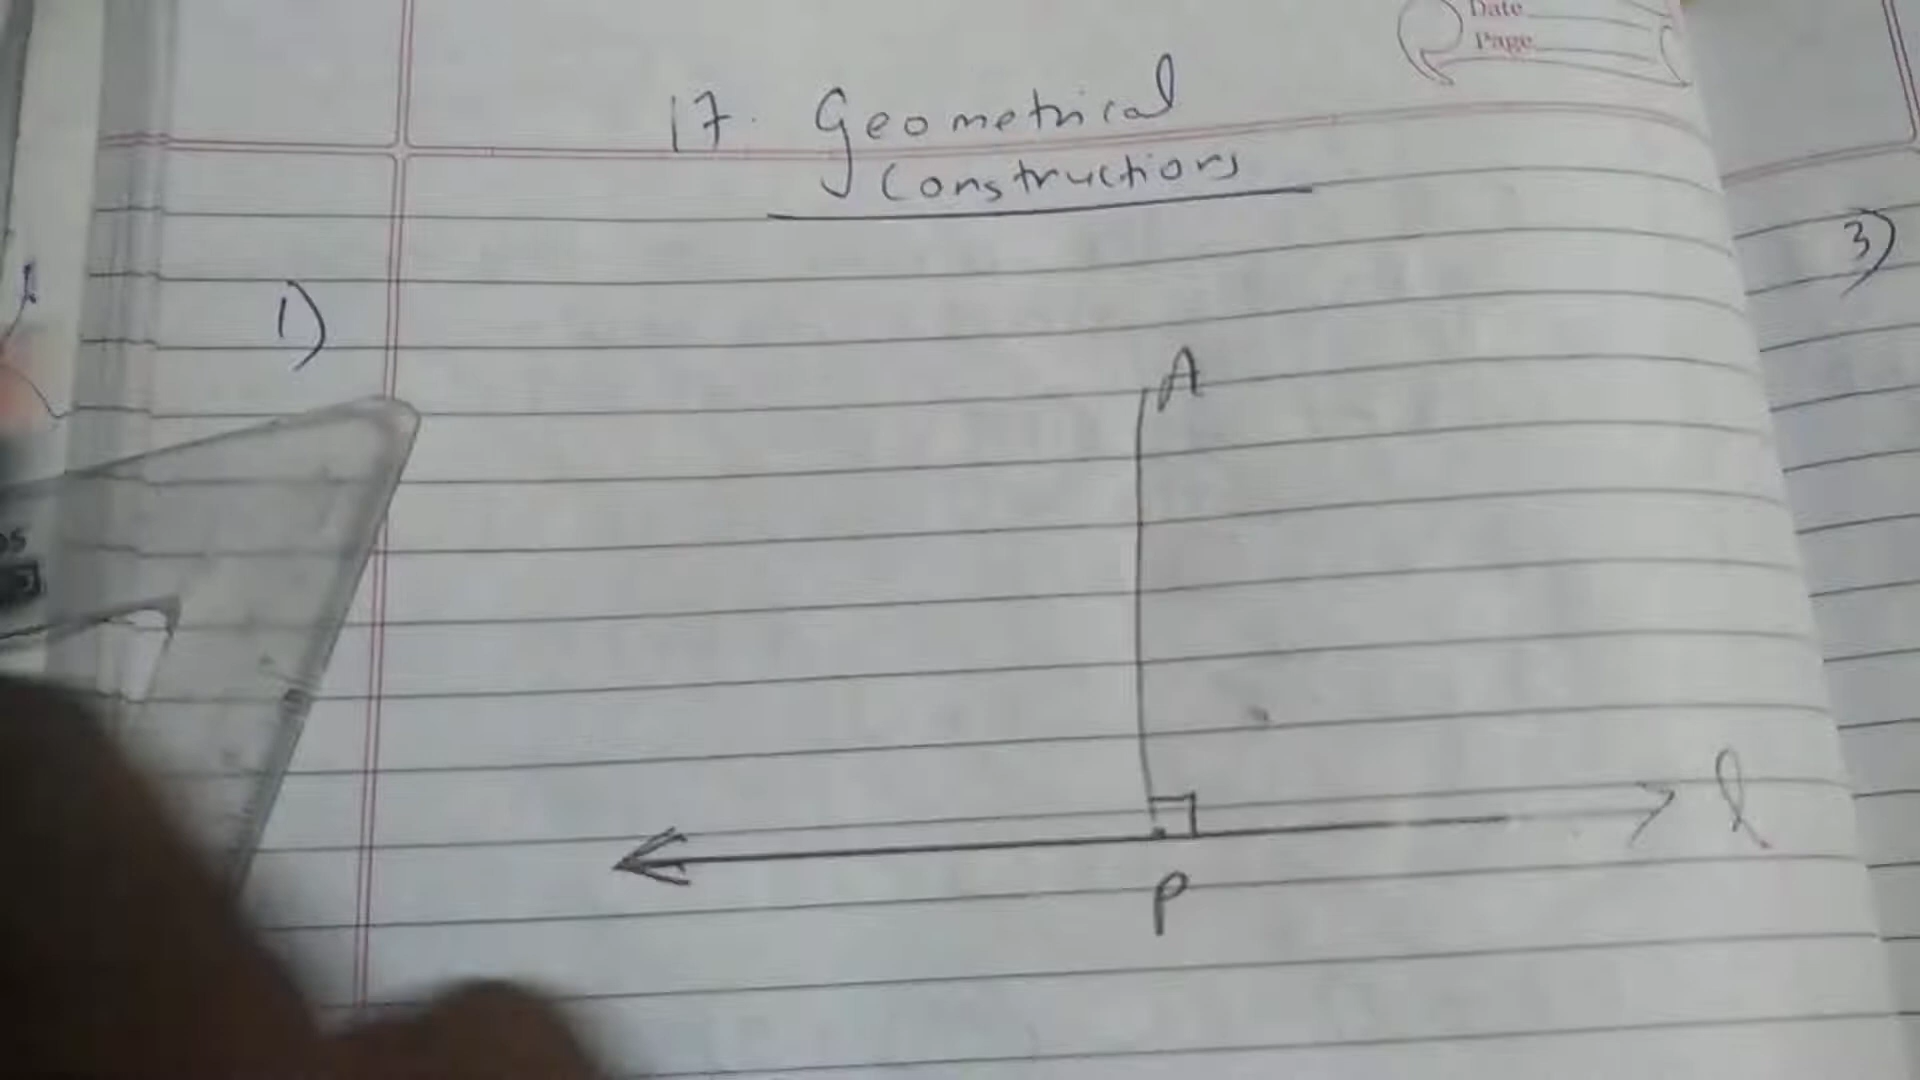 Date
Page
17. Geometrical
Constructions
1)
3)
A
l
P